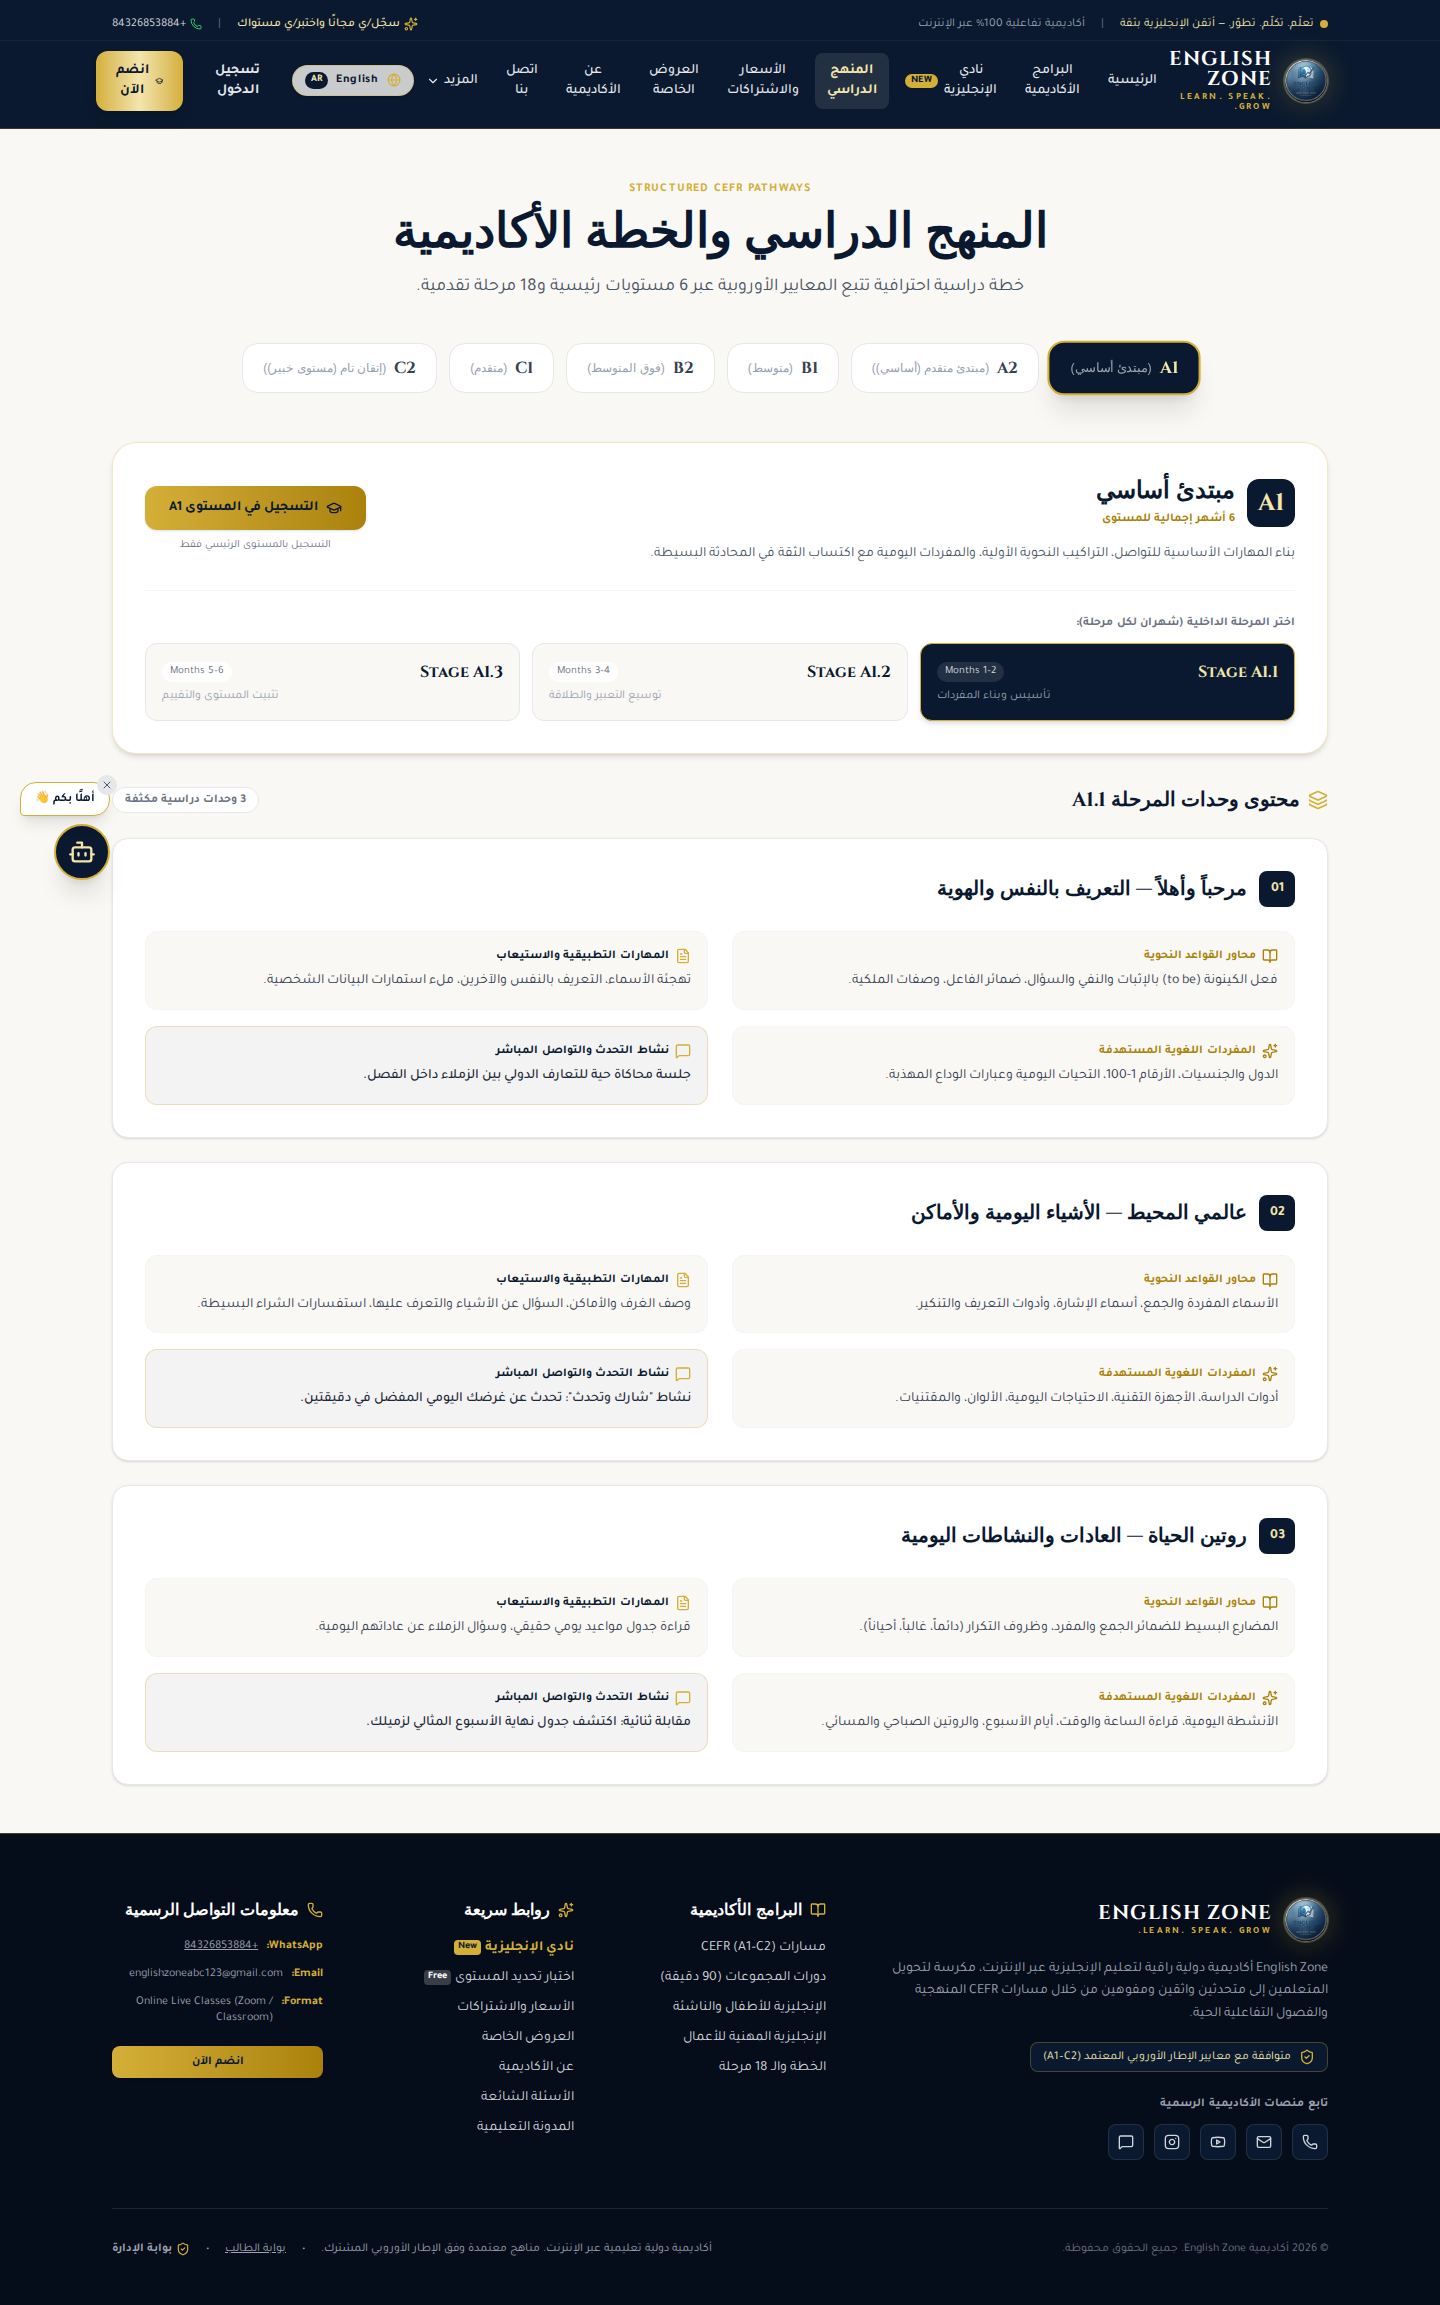 تعلّم. تكلّم. تطوّر. — أتقن الإنجليزية بثقة | أكاديمية تفاعلية 100% عبر الإنترنت
سجّل/ي مجانًا واختبر/ي مستواك | +84326853884
ENGLISH ZONE
LEARN. SPEAK. GROW.
الرئيسية
البرامج الأكاديمية
نادي الإنجليزية NEW
المنهج الدراسي
الأسعار والاشتراكات
العروض الخاصة
عن الأكاديمية
اتصل بنا
المزيد
English AR
تسجيل الدخول
انضم الآن
STRUCTURED CEFR PATHWAYS
المنهج الدراسي والخطة الأكاديمية
خطة دراسية احترافية تتبع المعايير الأوروبية عبر 6 مستويات رئيسية و18 مرحلة تقدمية.
A1 (مبتدئ أساسي)
A2 (مبتدئ متقدم (أساسي))
B1 (متوسط)
B2 (فوق المتوسط)
C1 (متقدم)
C2 (إتقان تام (مستوى خبير))
A1
مبتدئ أساسي
6 أشهر إجمالية للمستوى
بناء المهارات الأساسية للتواصل، التراكيب النحوية الأولية، والمفردات اليومية مع اكتساب الثقة في المحادثة البسيطة.
التسجيل في المستوى A1
التسجيل بالمستوى الرئيسي فقط
اختر المرحلة الداخلية (شهران لكل مرحلة):
Stage A1.1 Months 1-2
تأسيس وبناء المفردات
Stage A1.2 Months 3-4
توسيع التعبير والطلاقة
Stage A1.3 Months 5-6
تثبيت المستوى والتقييم
محتوى وحدات المرحلة A1.1
3 وحدات دراسية مكثفة
أهلًا بكم 👋
01 مرحباً وأهلاً — التعريف بالنفس والهوية
محاور القواعد النحوية
فعل الكينونة (to be) بالإثبات والنفي والسؤال، ضمائر الفاعل، وصفات الملكية.
المهارات التطبيقية والاستيعاب
تهجئة الأسماء، التعريف بالنفس والآخرين، ملء استمارات البيانات الشخصية.
المفردات اللغوية المستهدفة
الدول والجنسيات، الأرقام 1-100، التحيات اليومية وعبارات الوداع المهذبة.
نشاط التحدث والتواصل المباشر
جلسة محاكاة حية للتعارف الدولي بين الزملاء داخل الفصل.
02 عالمي المحيط — الأشياء اليومية والأماكن
محاور القواعد النحوية
الأسماء المفردة والجمع، أسماء الإشارة، وأدوات التعريف والتنكير.
المهارات التطبيقية والاستيعاب
وصف الغرف والأماكن، السؤال عن الأشياء والتعرف عليها، استفسارات الشراء البسيطة.
المفردات اللغوية المستهدفة
أدوات الدراسة، الأجهزة التقنية، الاحتياجات اليومية، الألوان، والمقتنيات.
نشاط التحدث والتواصل المباشر
نشاط "شارك وتحدث": تحدث عن غرضك اليومي المفضل في دقيقتين.
03 روتين الحياة — العادات والنشاطات اليومية
محاور القواعد النحوية
المضارع البسيط للضمائر الجمع والمفرد، وظروف التكرار (دائماً، غالباً، أحياناً).
المهارات التطبيقية والاستيعاب
قراءة جدول مواعيد يومي حقيقي، وسؤال الزملاء عن عاداتهم اليومية.
المفردات اللغوية المستهدفة
الأنشطة اليومية، قراءة الساعة والوقت، أيام الأسبوع، والروتين الصباحي والمسائي.
نشاط التحدث والتواصل المباشر
مقابلة ثنائية: اكتشف جدول نهاية الأسبوع المثالي لزميلك.
ENGLISH ZONE
LEARN. SPEAK. GROW.
English Zone أكاديمية دولية راقية لتعليم الإنجليزية عبر الإنترنت، مكرسة لتحويل
المتعلمين إلى متحدثين واثقين ومفوهين من خلال مسارات CEFR المنهجية
والفصول التفاعلية الحية.
متوافقة مع معايير الإطار الأوروبي المعتمد (A1-C2)
تابع منصات الأكاديمية الرسمية
البرامج الأكاديمية
مسارات CEFR (A1-C2)
دورات المجموعات (90 دقيقة)
الإنجليزية للأطفال والناشئة
الإنجليزية المهنية للأعمال
الخطة والـ 18 مرحلة
روابط سريعة
نادي الإنجليزية New
اختبار تحديد المستوى Free
الأسعار والاشتراكات
العروض الخاصة
عن الأكاديمية
الأسئلة الشائعة
المدونة التعليمية
معلومات التواصل الرسمية
WhatsApp: +84326853884
Email: englishzoneabc123@gmail.com
Format: Online Live Classes (Zoom /
Classroom)
انضم الآن
© 2026 أكاديمية English Zone. جميع الحقوق محفوظة.
أكاديمية دولية تعليمية عبر الإنترنت. مناهج معتمدة وفق الإطار الأوروبي المشترك. • بوابة الطالب • بوابة الإدارة